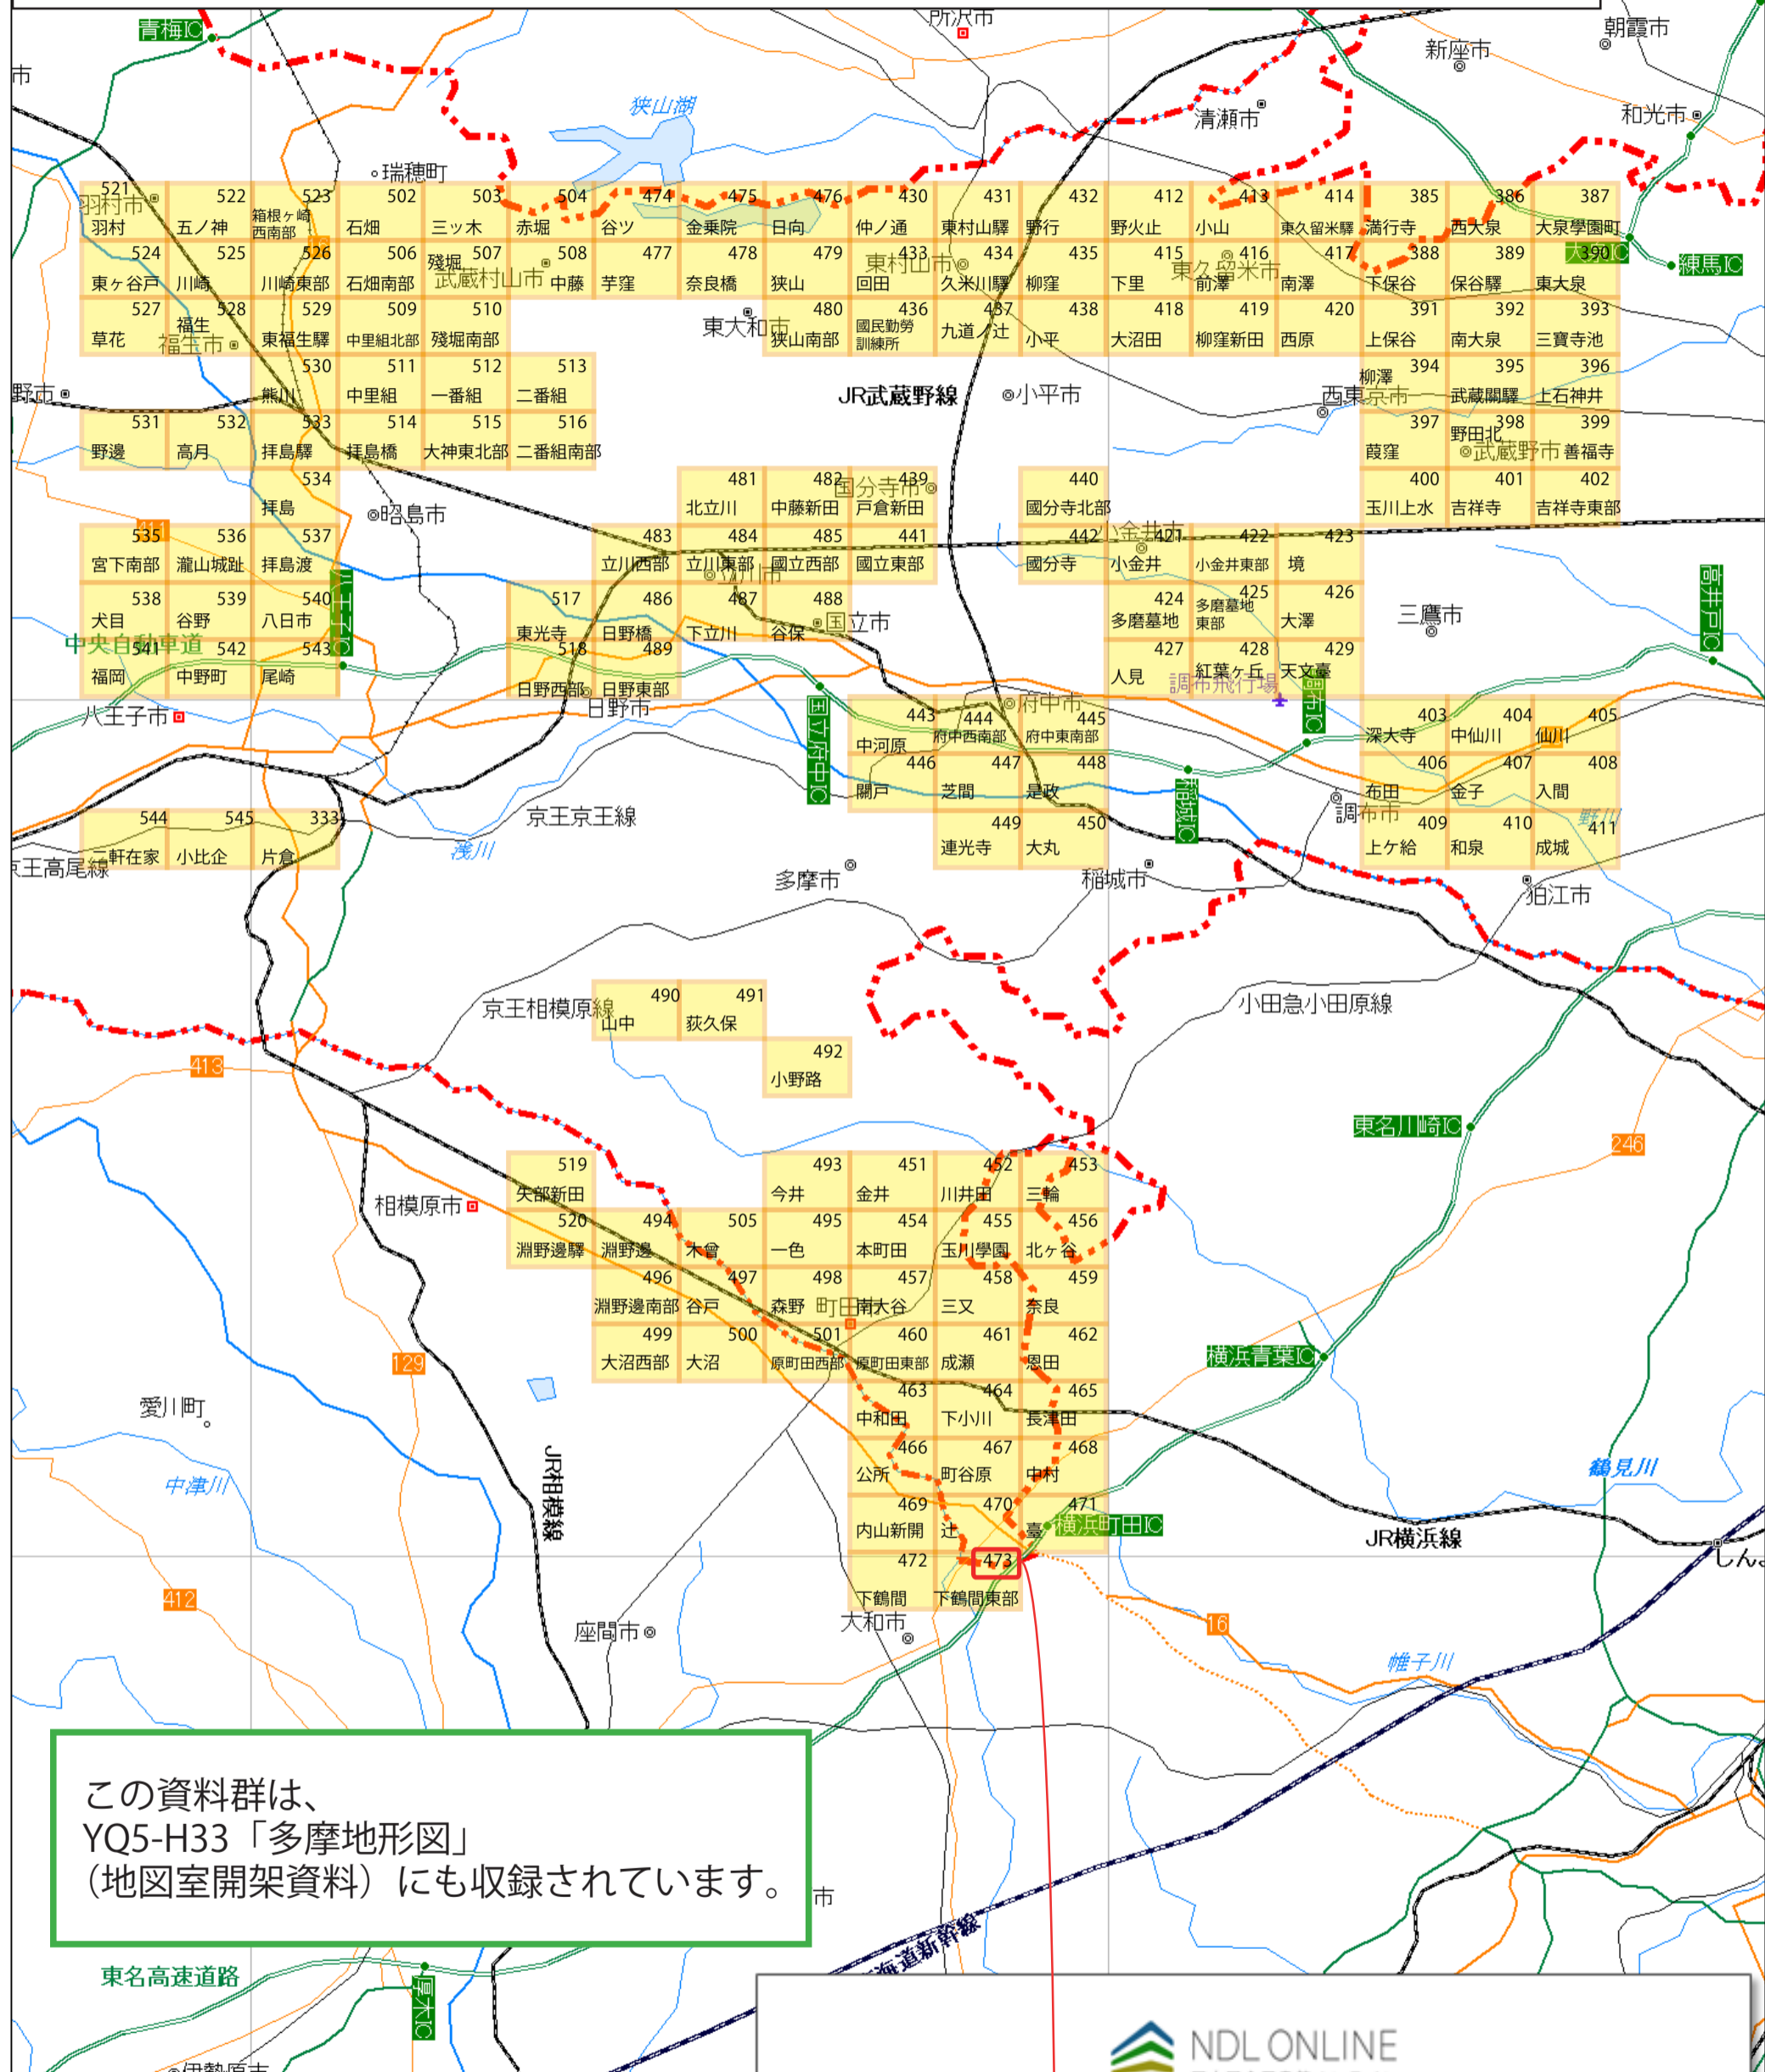 青梅IC
所沢市
朝霞市
新座市
市
狭山湖
清瀬市
和光市
瑞穂町
521 522 523 502 503 504 474 475 476 430 431 432 412 413 414 385 386 387
羽村市
羽村 五ノ神 箱根ヶ崎西南部 石畑 三ッ木 赤堀 谷ツ 金乗院 日向 仲ノ通 東村山驛 野行 野火止 小山 東久留米驛 満行寺 西大泉 大泉學園町
16
524 525 526 506 507 508 477 478 479 433 434 435 415 416 417 388 389 390
東ヶ谷戸 川崎 川崎東部 石畑南部 殘堀 中藤 芋窪 奈良橋 狭山 回田 久米川驛 柳窪 下里 前澤 南澤 下保谷 保谷驛 東大泉
武蔵村山市
東村山市
東久留米市
練馬IC
527 528 529 509 510 480 436 437 438 418 419 420 391 392 393
草花 福生 東福生驛 中里組北部 殘堀南部 狭山南部 國民勤勞訓練所 九道ノ辻 小平 大沼田 柳窪新田 西原 上保谷 南大泉 三寶寺池
福生市
東大和市
530 511 512 513 394 395 396
熊川 中里組 一番組 二番組 柳澤 武蔵關驛 上石神井
野市
JR武蔵野線
小平市
西東京市
531 532 533 514 515 516 397 398 399
野邊 高月 拝島驛 拝島橋 大神東北部 二番組南部 葭窪 野田北 善福寺
武蔵野市
534 481 482 439 440 400 401 402
拝島 北立川 中藤新田 戸倉新田 國分寺北部 玉川上水 吉祥寺 吉祥寺東部
昭島市
国分寺市
小金井市
411
535 536 537 483 484 485 441 442 421 422 423
宮下南部 瀧山城趾 拝島渡 立川西部 立川東部 國立西部 國立東部 國分寺 小金井 小金井東部 境
立川市
八王子IC
高井戸IC
538 539 540 517 486 487 488 424 425 426
犬目 谷野 八日市 東光寺 日野橋 下立川 谷保 多磨墓地 多磨墓地東部 大澤
国立市
三鷹市
中央自動車道
541 542 543 518 489 427 428 429
福岡 中野町 尾崎 日野西部 日野東部 人見 紅葉ヶ丘 天文臺
調布飛行場
調布IC
八王子市
日野市
国立府中IC
府中市
443 444 445 403 404 405
中河原 府中西南部 府中東南部 深大寺 中仙川 仙川
446 447 448 406 407 408
關戸 芝間 是政 布田 金子 入間
稲城IC
調布市
野川
京王京王線
544 545 333 449 450 409 410 411
二軒在家 小比企 片倉 連光寺 大丸 上ケ給 和泉 成城
京王高尾線
浅川
多摩市
稲城市
狛江市
490 491
京王相模原線
山中 荻久保
小田急小田原線
492
小野路
413
東名川崎IC
246
519 493 451 452 453
矢部新田 今井 金井 川井田 三輪
相模原市
520 494 505 495 454 455 456
淵野邊驛 淵野邊 木曾 一色 本町田 玉川學園 北ヶ谷
496 497 498 457 458 459
淵野邊南部 谷戸 森野 南大谷 三又 奈良
町田市
499 500 501 460 461 462
大沼西部 大沼 原町田西部 原町田東部 成瀬 恩田
横浜青葉IC
129
463 464 465
中和田 下小川 長津田
愛川町
466 467 468
公所 町谷原 中村
中津川
JR相模線
鶴見川
469 470 471
内山新開 辻 臺
横浜町田IC
JR横浜線
472 473
下鶴間 下鶴間東部
412
座間市
大和市
16
帷子川
この資料群は、
YQ5-H33「多摩地形図」
（地図室開架資料）にも収録されています。
市
東名高速道路
厚木IC
NDL ONLINE